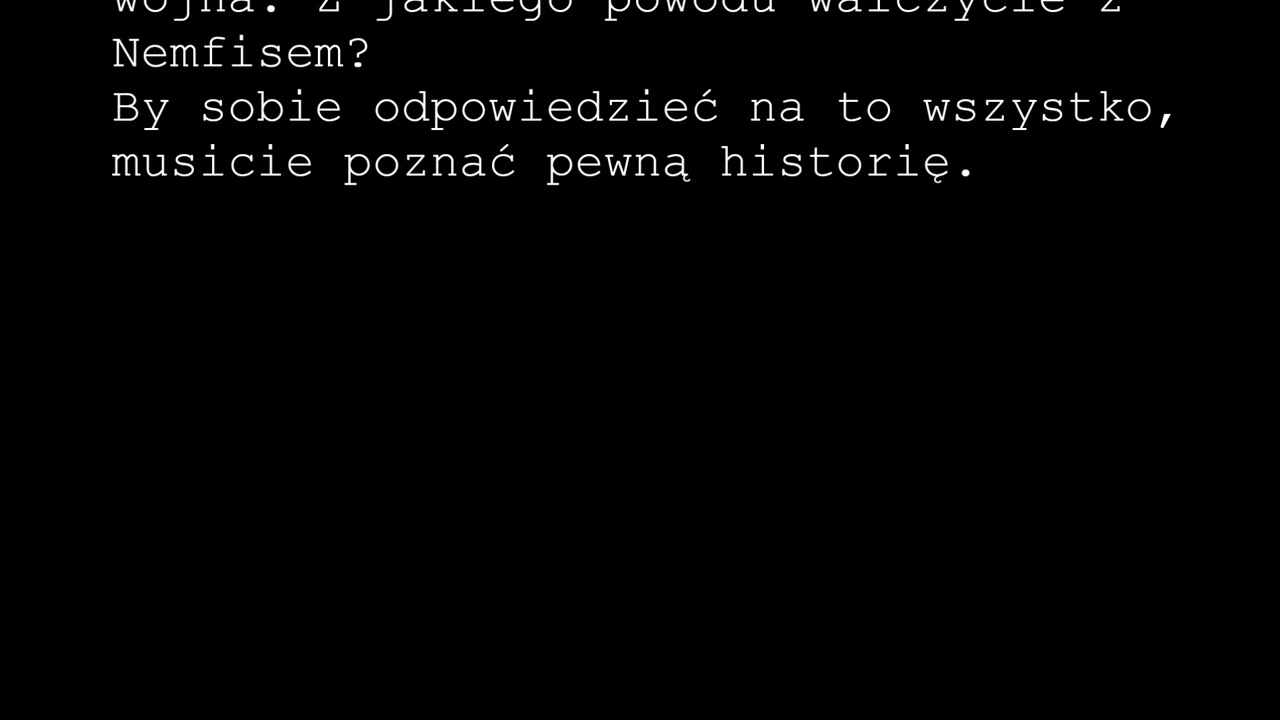 wojna? Z jakiego powodu walczycie z
Nemfisem?
By sobie odpowiedzieć na to wszystko,
musicie poznać pewną historię.